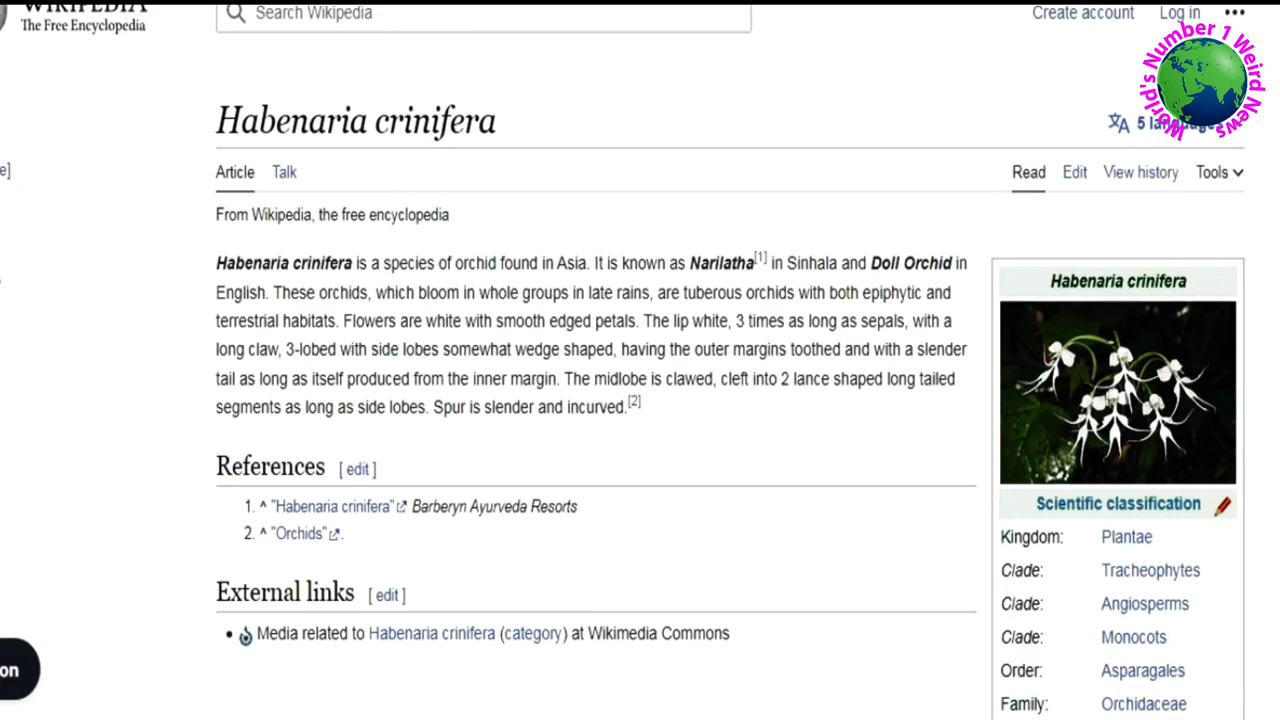 WIKIPEDIA
The Free Encyclopedia
Search Wikipedia
Create account Log in •••
World's Number 1 Weird News
Habenaria crinifera
5 languages
e]
Article Talk
Read Edit View history Tools
From Wikipedia, the free encyclopedia
Habenaria crinifera is a species of orchid found in Asia. It is known as Narilatha[1] in Sinhala and Doll Orchid in
English. These orchids, which bloom in whole groups in late rains, are tuberous orchids with both epiphytic and
terrestrial habitats. Flowers are white with smooth edged petals. The lip white, 3 times as long as sepals, with a
long claw, 3-lobed with side lobes somewhat wedge shaped, having the outer margins toothed and with a slender
tail as long as itself produced from the inner margin. The midlobe is clawed, cleft into 2 lance shaped long tailed
segments as long as side lobes. Spur is slender and incurved.[2]
References [ edit ]
1. ^ "Habenaria crinifera" Barberyn Ayurveda Resorts
2. ^ "Orchids".
External links [ edit ]
• Media related to Habenaria crinifera (category) at Wikimedia Commons
on
Habenaria crinifera
Scientific classification
Kingdom: Plantae
Clade: Tracheophytes
Clade: Angiosperms
Clade: Monocots
Order: Asparagales
Family: Orchidaceae